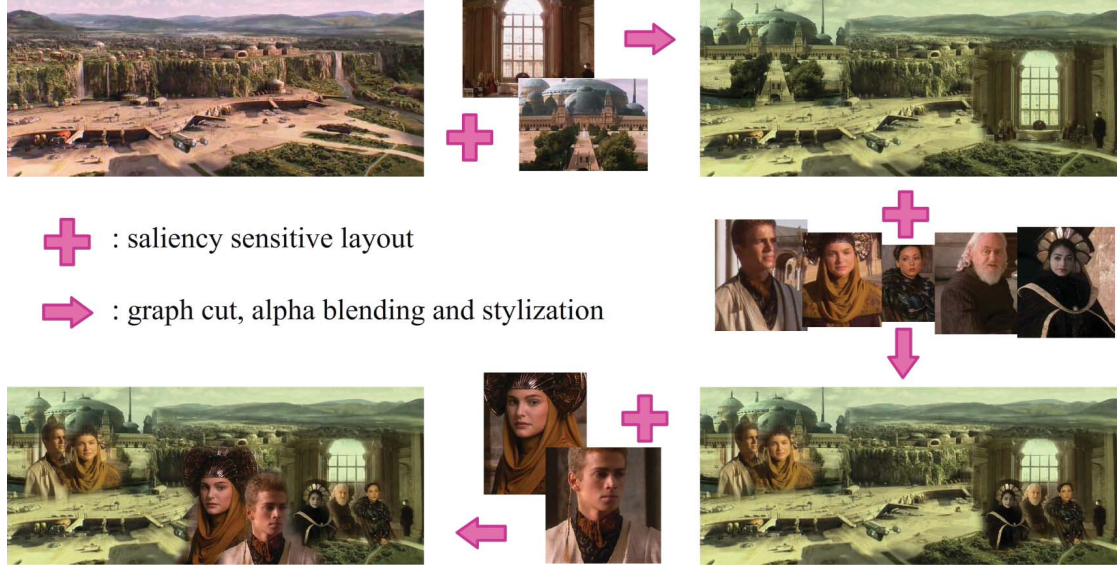 : saliency sensitive layout
: graph cut, alpha blending and stylization